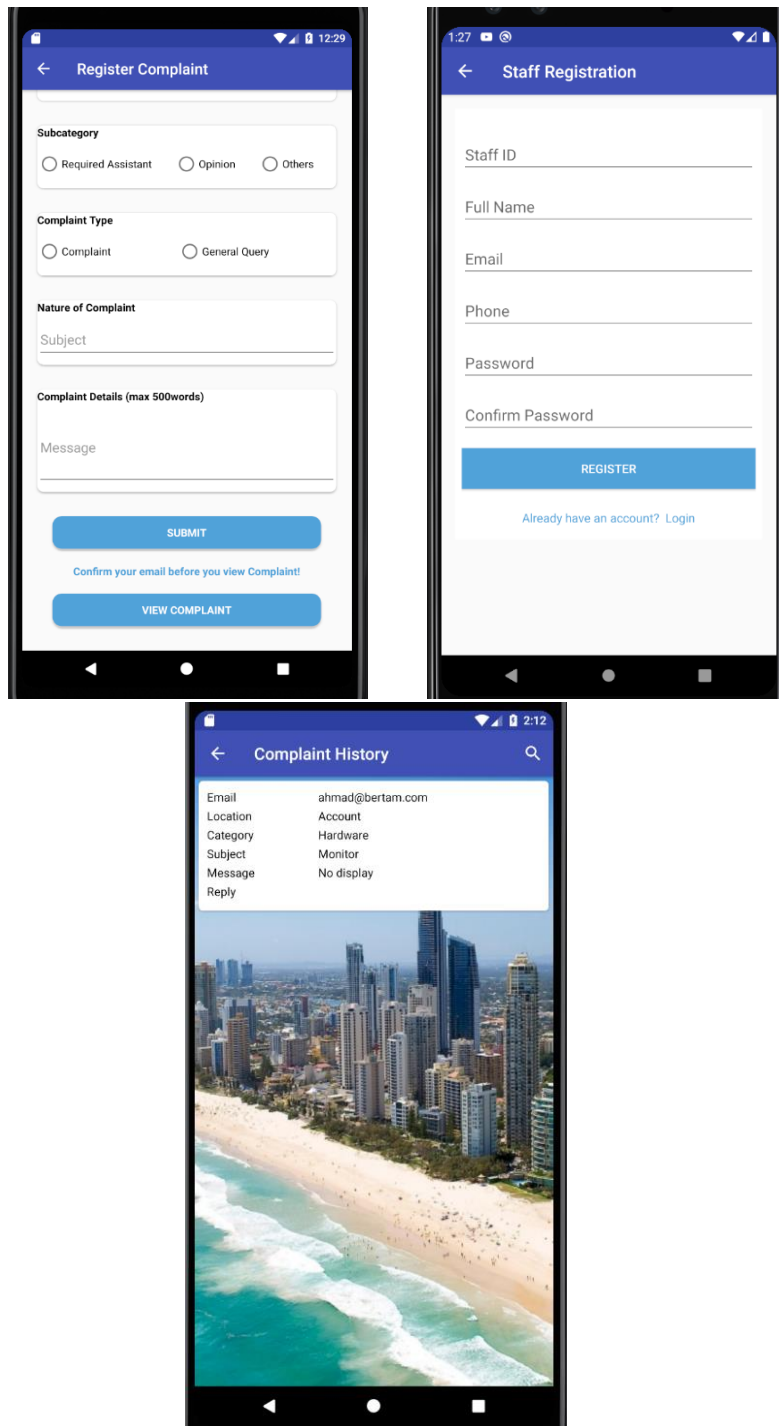 12:29
Register Complaint
Subcategory
Required Assistant Opinion Others
Complaint Type
Complaint General Query
Nature of Complaint
Subject
Complaint Details (max 500words)
Message
SUBMIT
Confirm your email before you view Complaint!
VIEW COMPLAINT
1:27
Staff Registration
Staff ID
Full Name
Email
Phone
Password
Confirm Password
REGISTER
Already have an account? Login
2:12
Complaint History
Email ahmad@bertam.com
Location Account
Category Hardware
Subject Monitor
Message No display
Reply